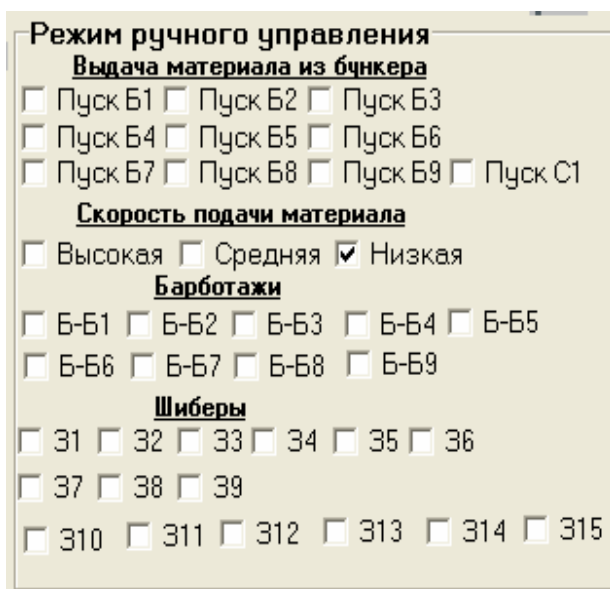 Режим ручного управления
Выдача материала из бункера
Пуск Б1 Пуск Б2 Пуск Б3
Пуск Б4 Пуск Б5 Пуск Б6
Пуск Б7 Пуск Б8 Пуск Б9 Пуск С1
Скорость подачи материала
Высокая Средняя Низкая
Барботажи
Б-Б1 Б-Б2 Б-Б3 Б-Б4 Б-Б5
Б-Б6 Б-Б7 Б-Б8 Б-Б9
Шиберы
З1 З2 З3 З4 З5 З6
З7 З8 З9
З10 З11 З12 З13 З14 З15